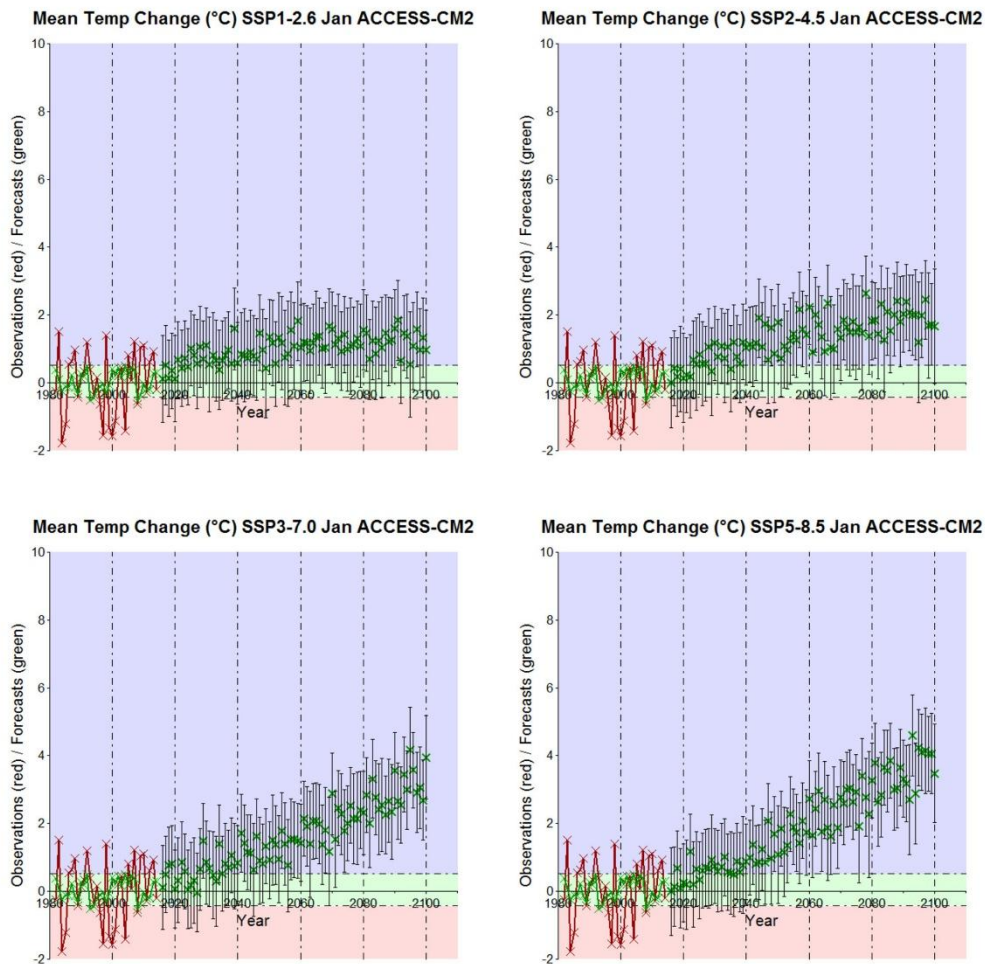 Mean Temp Change (°C) SSP1-2.6 Jan ACCESS-CM2
Observations (red) / Forecasts (green)
10
8
6
4
2
0
-2
1980 2000 2020 2040 2060 2080 2100
Year
Mean Temp Change (°C) SSP2-4.5 Jan ACCESS-CM2
Observations (red) / Forecasts (green)
10
8
6
4
2
0
-2
1980 2000 2020 2040 2060 2080 2100
Year
Mean Temp Change (°C) SSP3-7.0 Jan ACCESS-CM2
Observations (red) / Forecasts (green)
10
8
6
4
2
0
-2
1980 2000 2020 2040 2060 2080 2100
Year
Mean Temp Change (°C) SSP5-8.5 Jan ACCESS-CM2
Observations (red) / Forecasts (green)
10
8
6
4
2
0
-2
1980 2000 2020 2040 2060 2080 2100
Year